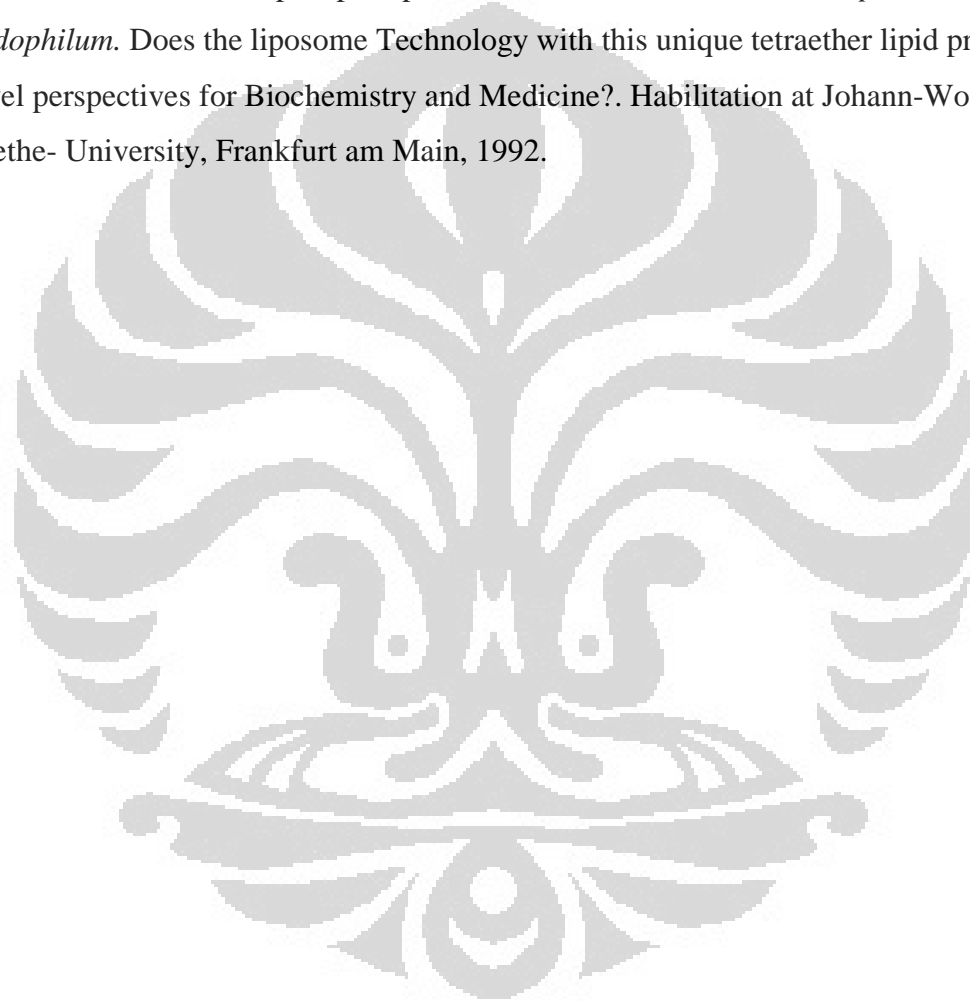 dophilum. Does the liposome Technology with this unique tetraether lipid pr
vel perspectives for Biochemistry and Medicine?. Habilitation at Johann-Wo
ethe- University, Frankfurt am Main, 1992.